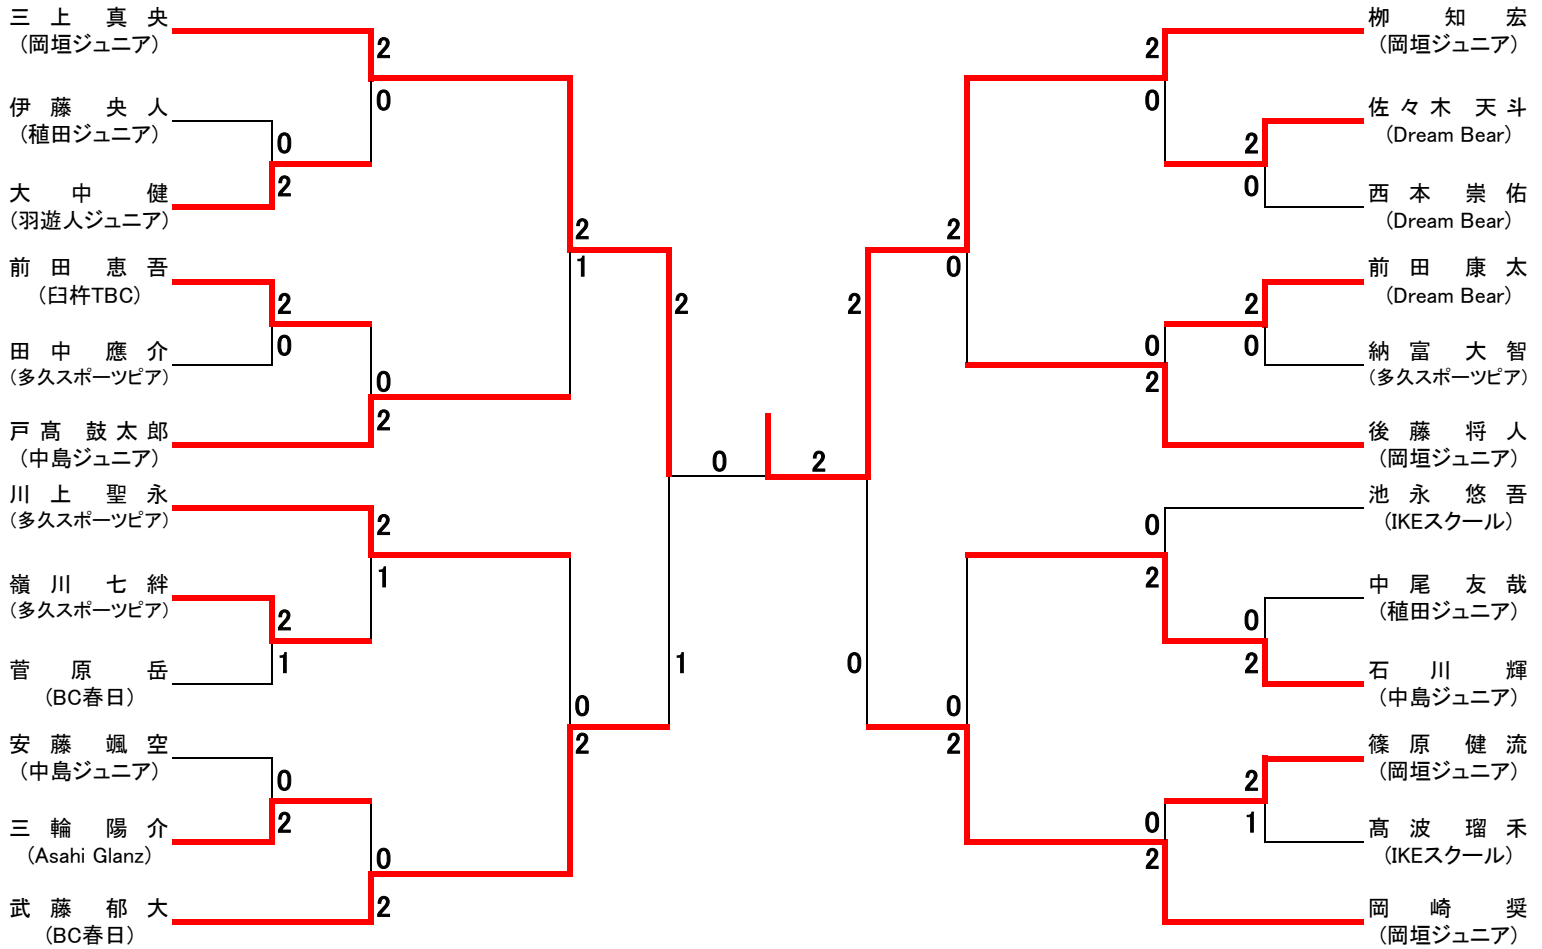 三上 真央
(岡垣ジュニア)
伊藤 央人
(稙田ジュニア)
大中 健
(羽遊人ジュニア)
前田 恵吾
(臼杵TBC)
田中 應介
(多久スポーツピア)
戸髙 鼓太郎
(中島ジュニア)
川上 聖永
(多久スポーツピア)
嶺川 七絆
(多久スポーツピア)
菅原 岳
(BC春日)
安藤 颯空
(中島ジュニア)
三輪 陽介
(Asahi Glanz)
武藤 郁大
(BC春日)
2
0
0
2
2
0
0
2
2
1
2
1
0
2
0
2
2
1
0
2
2
1
0
2
2
0
2
0
2
0
0
2
2
0
2
0
0
2
0
2
0
2
2
1
0
2
栁 知宏
(岡垣ジュニア)
佐々木 天斗
(Dream Bear)
西本 崇佑
(Dream Bear)
前田 康太
(Dream Bear)
納富 大智
(多久スポーツピア)
後藤 将人
(岡垣ジュニア)
池永 悠吾
(IKEスクール)
中尾 友哉
(稙田ジュニア)
石川 輝
(中島ジュニア)
篠原 健流
(岡垣ジュニア)
髙波 瑠禾
(IKEスクール)
岡崎 奨
(岡垣ジュニア)